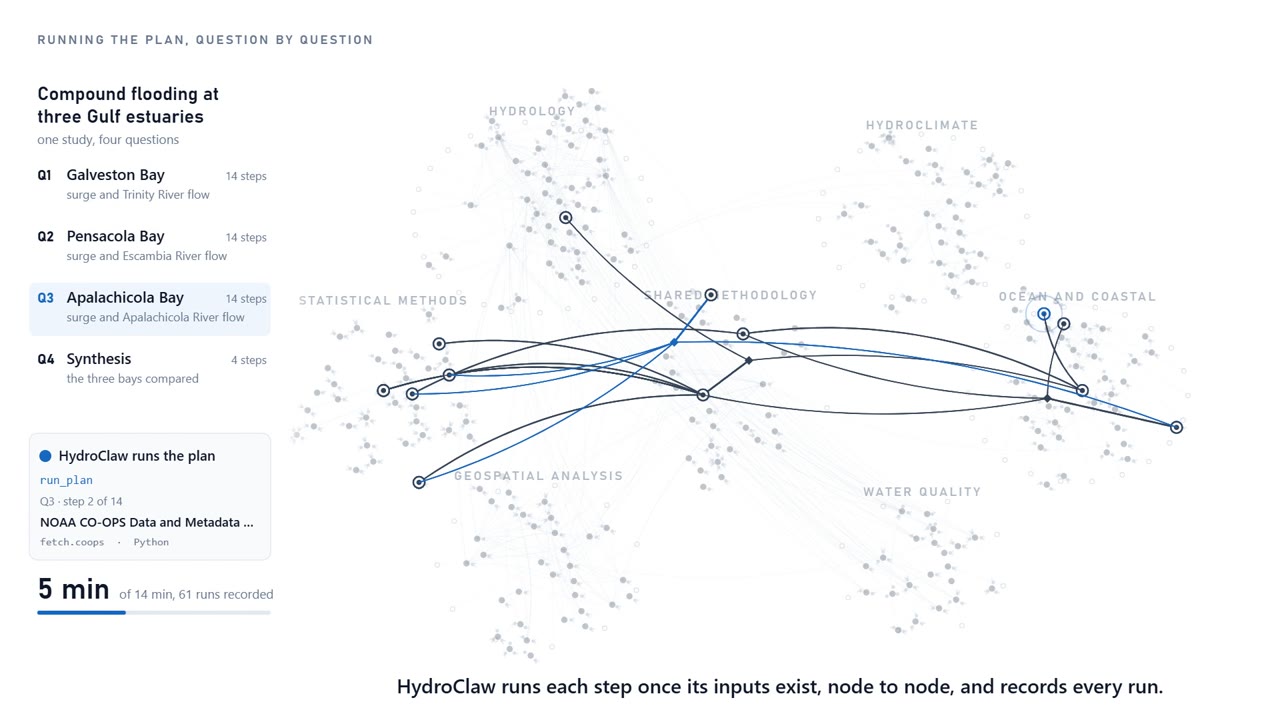 RUNNING THE PLAN, QUESTION BY QUESTION
Compound flooding at
three Gulf estuaries
one study, four questions
Q1 Galveston Bay 14 steps
surge and Trinity River flow
Q2 Pensacola Bay 14 steps
surge and Escambia River flow
Q3 Apalachicola Bay 14 steps
surge and Apalachicola River flow
Q4 Synthesis 4 steps
the three bays compared
HydroClaw runs the plan
run_plan
Q3 · step 2 of 14
NOAA CO-OPS Data and Metadata ...
fetch.coops · Python
5 min of 14 min, 61 runs recorded
HYDROLOGY
HYDROCLIMATE
STATISTICAL METHODS
SHARED METHODOLOGY
OCEAN AND COASTAL
GEOSPATIAL ANALYSIS
WATER QUALITY
HydroClaw runs each step once its inputs exist, node to node, and records every run.